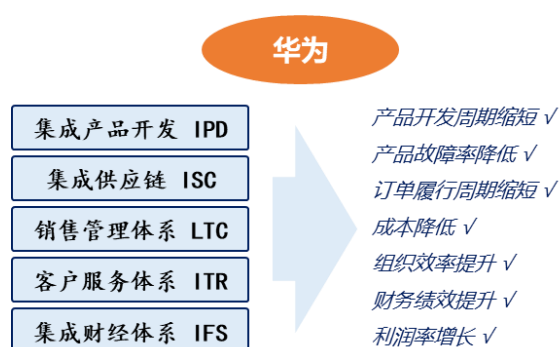 华为
集成产品开发 IPD
集成供应链 ISC
销售管理体系 LTC
客户服务体系 ITR
集成财经体系 IFS
产品开发周期缩短 √
产品故障率降低 √
订单履行周期缩短 √
成本降低 √
组织效率提升 √
财务绩效提升 √
利润率增长 √